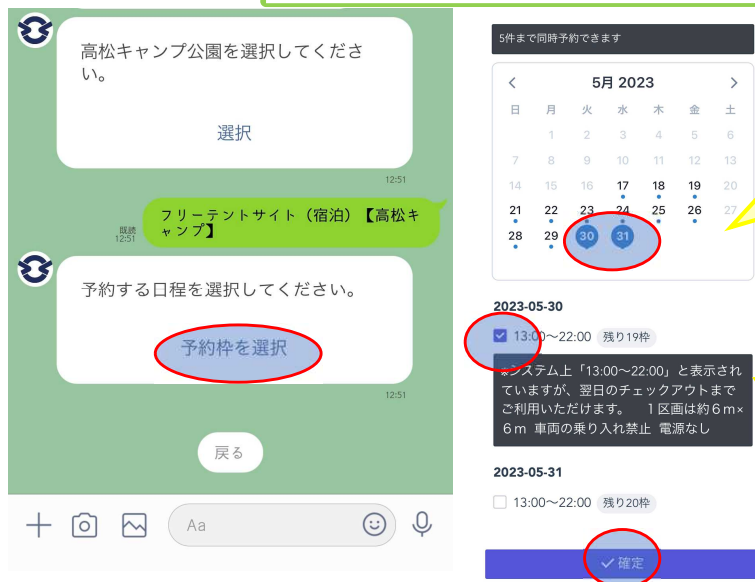 高松キャンプ公園を選択してくださ
い。
選択
12:51
フリーテントサイト（宿泊）【高松キ
ャンプ】
既読
12:51
予約する日程を選択してください。
予約枠を選択
12:51
戻る
Aa
5件まで同時予約できます
5月 2023
日 月 火 水 木 金 土
1 2 3 4 5 6
7 8 9 10 11 12 13
14 15 16 17 18 19 20
21 22 23 24 25 26 27
28 29 30 31
2023-05-30
13:00〜22:00 残り19枠
※システム上「13:00〜22:00」と表示され
ていますが、翌日のチェックアウトまで
ご利用いただけます。　１区画は約６ｍ×
６ｍ 車両の乗り入れ禁止 電源なし
2023-05-31
13:00〜22:00 残り20枠
確定